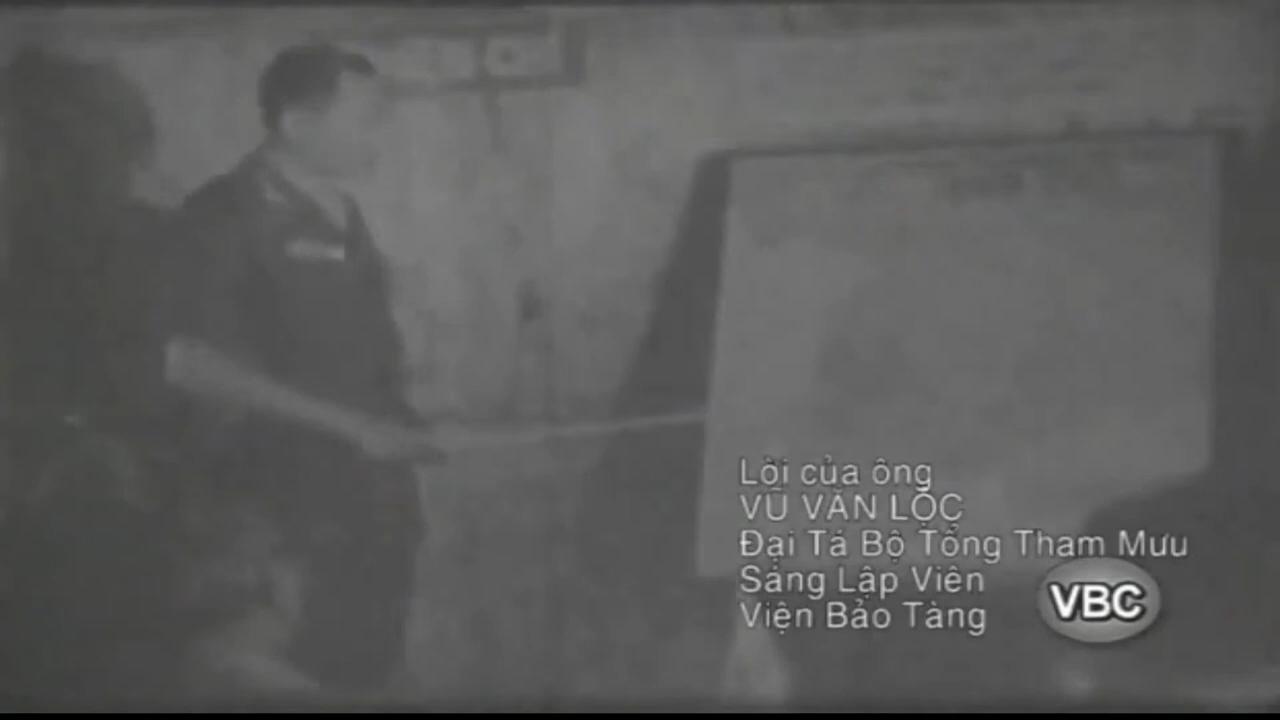 Lời của ông
VŨ VĂN LỘC
Đại Tá Bộ Tổng Tham Mưu
Sáng Lập Viên
Viện Bảo Tàng
VBC